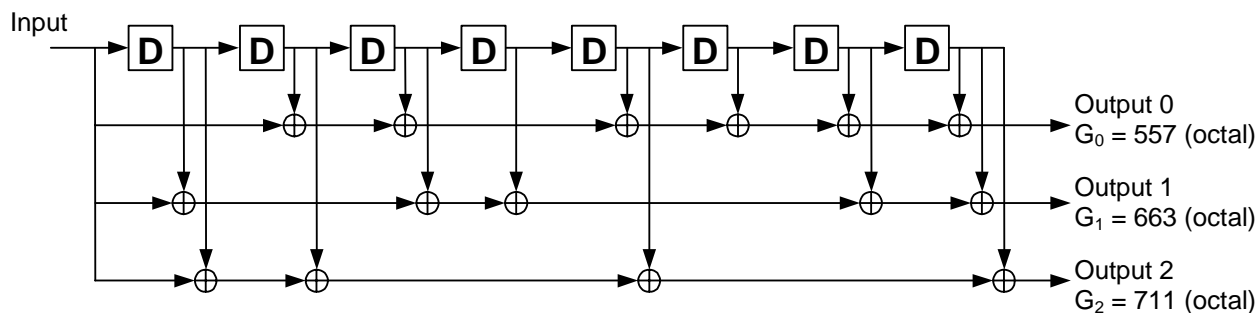 Input
D D D D D D D D
Output 0
G₀ = 557 (octal)
Output 1
G₁ = 663 (octal)
Output 2
G₂ = 711 (octal)